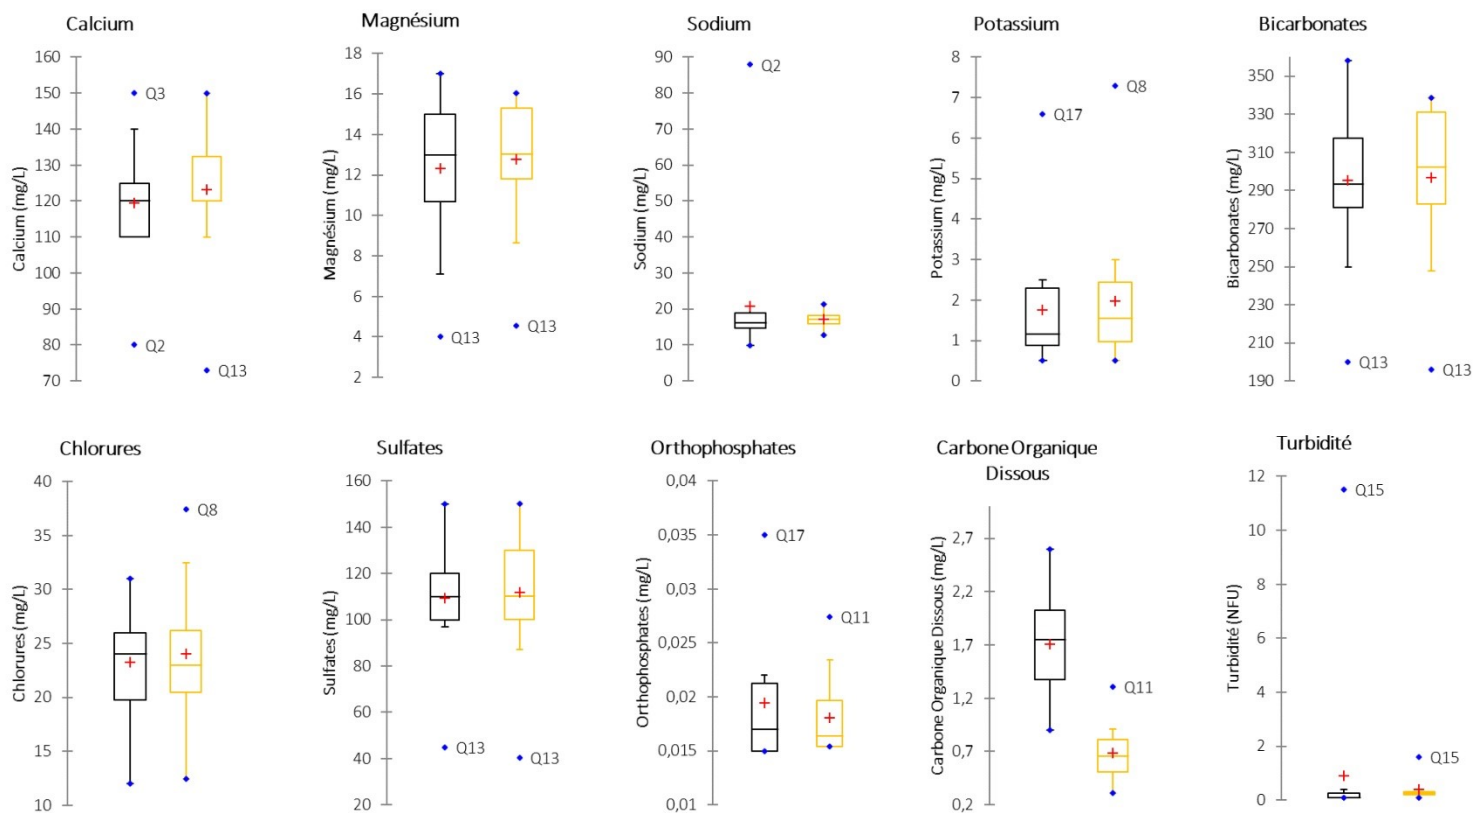 Calcium
Calcium (mg/L)
160
150
140
130
120
110
100
90
80
70
Q3
Q2
Q13
Magnésium
Magnésium (mg/L)
18
16
14
12
10
8
6
4
2
Q13
Q13
Sodium
Sodium (mg/L)
90
80
70
60
50
40
30
20
10
0
Q2
Potassium
Potassium (mg/L)
8
7
6
5
4
3
2
1
0
Q17
Q8
Bicarbonates
Bicarbonates (mg/L)
350
330
310
290
270
250
230
210
190
Q13
Q13
Chlorures
Chlorures (mg/L)
40
35
30
25
20
15
10
Q8
Sulfates
Sulfates (mg/L)
160
140
120
100
80
60
40
20
Q13
Q13
Orthophosphates
Orthophosphates (mg/L)
0,04
0,035
0,03
0,025
0,02
0,015
0,01
Q17
Q11
Carbone Organique
Dissous
Carbone Organique Dissous (mg/L)
2,7
2,2
1,7
1,2
0,7
0,2
Q11
Turbidité
Turbidité (NFU)
12
10
8
6
4
2
0
Q15
Q15